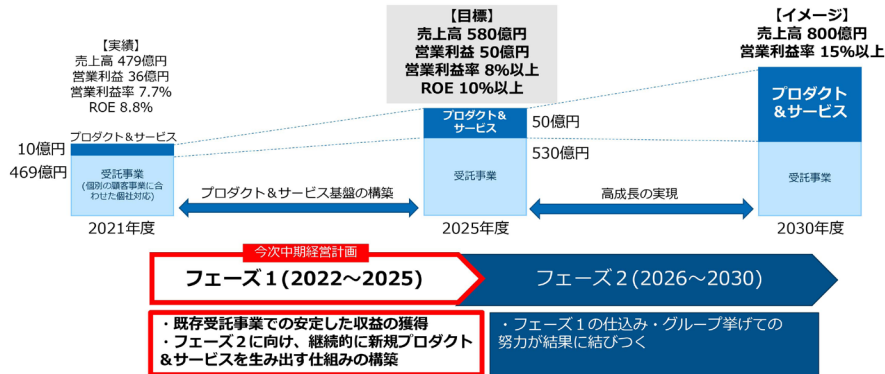 【実績】
売上高 479億円
営業利益 36億円
営業利益率 7.7%
ROE 8.8%
【目標】
売上高 580億円
営業利益 50億円
営業利益率 8%以上
ROE 10%以上
【イメージ】
売上高 800億円
営業利益率 15%以上
プロダクト&サービス
10億円
469億円
受託事業
(個別の顧客事業に合
わせた個社対応)
プロダクト&
サービス
50億円
530億円
受託事業
プロダクト
&サービス
受託事業
プロダクト&サービス基盤の構築
高成長の実現
2021年度
2025年度
2030年度
今次中期経営計画
フェーズ1(2022~2025)
フェーズ2(2026~2030)
・既存受託事業での安定した収益の獲得
・フェーズ2に向け、継続的に新規プロダクト
&サービスを生み出す仕組みの構築
・フェーズ1の仕込み・グループ挙げての
努力が結果に結びつく